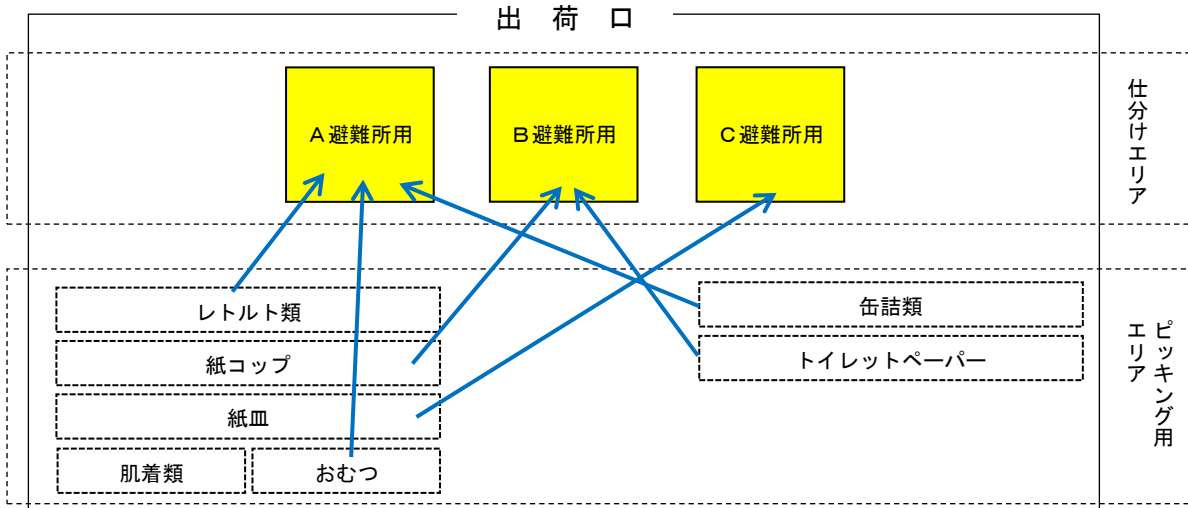 出荷口
A避難所用
B避難所用
C避難所用
仕分けエリア
レトルト類
紙コップ
紙皿
肌着類
おむつ
缶詰類
トイレットペーパー
ピッキング用
エリア